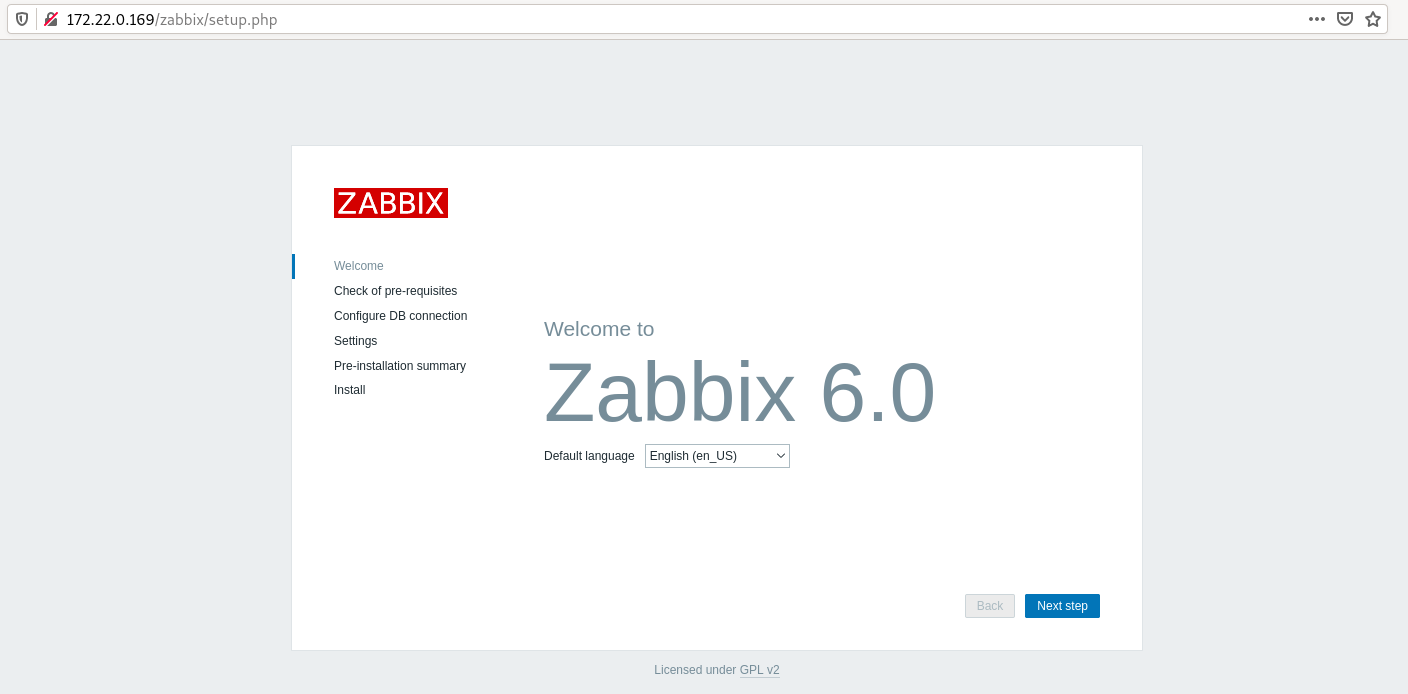 172.22.0.169/zabbix/setup.php
ZABBIX
Welcome
Check of pre-requisites
Configure DB connection
Settings
Pre-installation summary
Install
Welcome to
Zabbix 6.0
Default language English (en_US)
Back Next step
Licensed under GPL v2